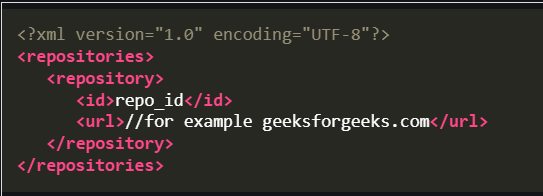 <?xml version="1.0" encoding="UTF-8"?>
<repositories>
   <repository>
      <id>repo_id</id>
      <url>//for example geeksforgeeks.com</url>
   </repository>
</repositories>